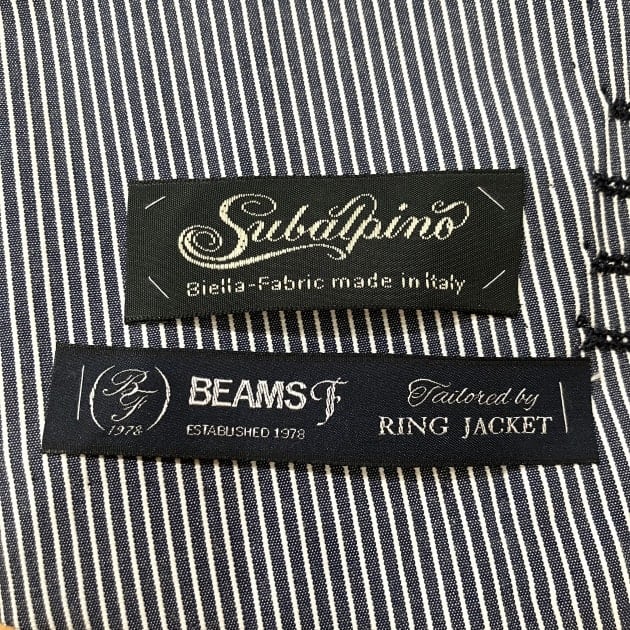 Subalpino
Biella-Fabric made in Italy
BF
1978
BEAMS F
ESTABLISHED 1978
Tailored by
RING JACKET